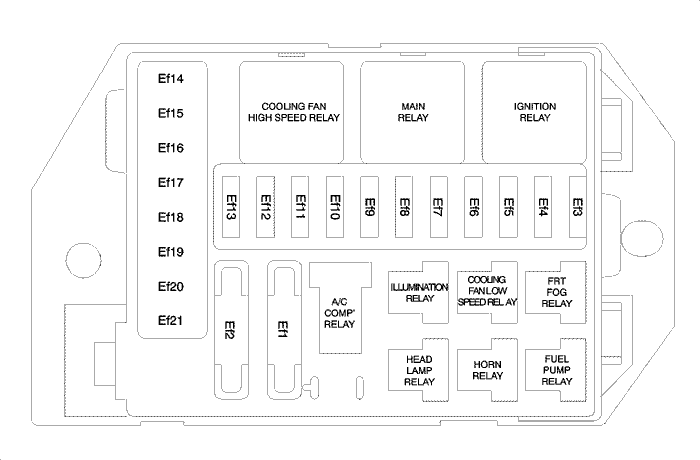 Ef14
Ef15
Ef16
Ef17
Ef18
Ef19
Ef20
Ef21
COOLING FAN
HIGH SPEED RELAY
MAIN
RELAY
IGNITION
RELAY
Ef13
Ef12
Ef11
Ef10
Ef9
Ef8
Ef7
Ef6
Ef5
Ef4
Ef3
Ef2
Ef1
A/C
COMP'
RELAY
ILLUMINATION
RELAY
COOLING
FAN LOW
SPEED RELAY
FRT
FOG
RELAY
HEAD
LAMP
RELAY
HORN
RELAY
FUEL
PUMP
RELAY